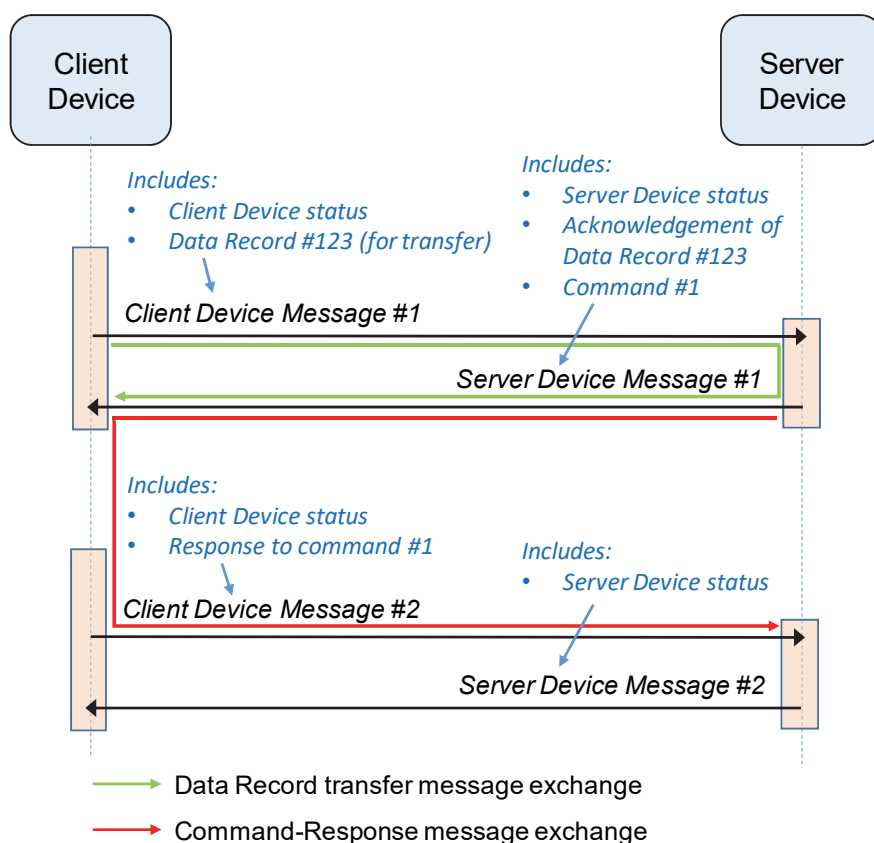 Client
Device
Server
Device
Includes:
• Client Device status
• Data Record #123 (for transfer)
Includes:
• Server Device status
• Acknowledgement of
Data Record #123
• Command #1
Client Device Message #1
Server Device Message #1
Includes:
• Client Device status
• Response to command #1
Includes:
• Server Device status
Client Device Message #2
Server Device Message #2
Data Record transfer message exchange
Command-Response message exchange